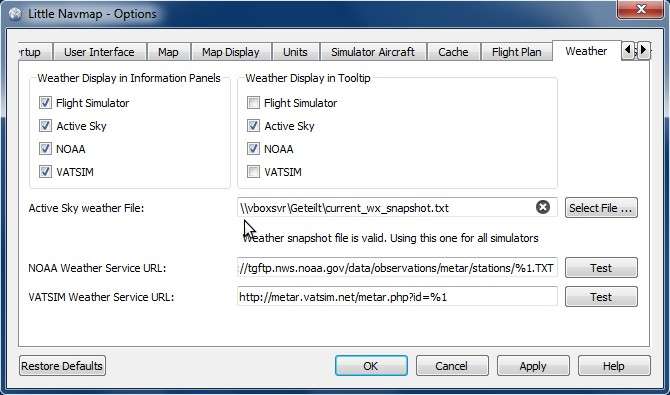 Little Navmap - Options
rtup User Interface Map Map Display Units Simulator Aircraft Cache Flight Plan Weather
Weather Display in Information Panels
Flight Simulator
Active Sky
NOAA
VATSIM
Weather Display in Tooltip
Flight Simulator
Active Sky
NOAA
VATSIM
Active Sky weather File: \\vboxsvr\Geteilt\current_wx_snapshot.txt Select File ...
Weather snapshot file is valid. Using this one for all simulators
NOAA Weather Service URL: //tgftp.nws.noaa.gov/data/observations/metar/stations/%1.TXT Test
VATSIM Weather Service URL: http://metar.vatsim.net/metar.php?id=%1 Test
Restore Defaults OK Cancel Apply Help